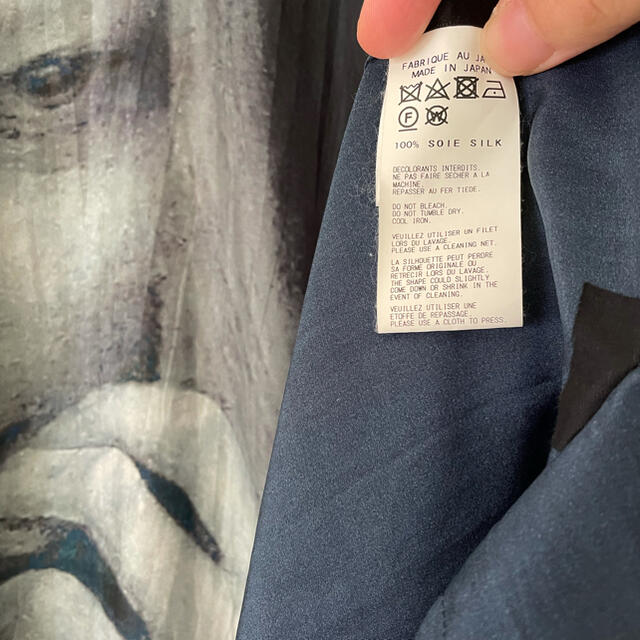 FABRIQUE AU JA
MADE IN JAPAN
F W
100% SOIE SILK
DECOLORANTS INTERDITS.
NE PAS FAIRE SECHER A LA
MACHINE.
REPASSER AU FER TIEDE.
DO NOT BLEACH.
DO NOT TUMBLE DRY.
COOL IRON.
VEUILLEZ UTILISER UN FILET
LORS DU LAVAGE.
PLEASE USE A CLEANING NET.
LA SILHOUETTE PEUT PERDRE
SA FORME ORIGINALE OU
RETRECIR LORS DU LAVAGE.
THE SHAPE COULD SLIGHTLY
COME DOWN OR SHRINK IN THE
EVENT OF CLEANING.
VEUILLEZ UTILISER UNE
ETOFFE DE REPASSAGE.
PLEASE USE A CLOTH TO PRESS.